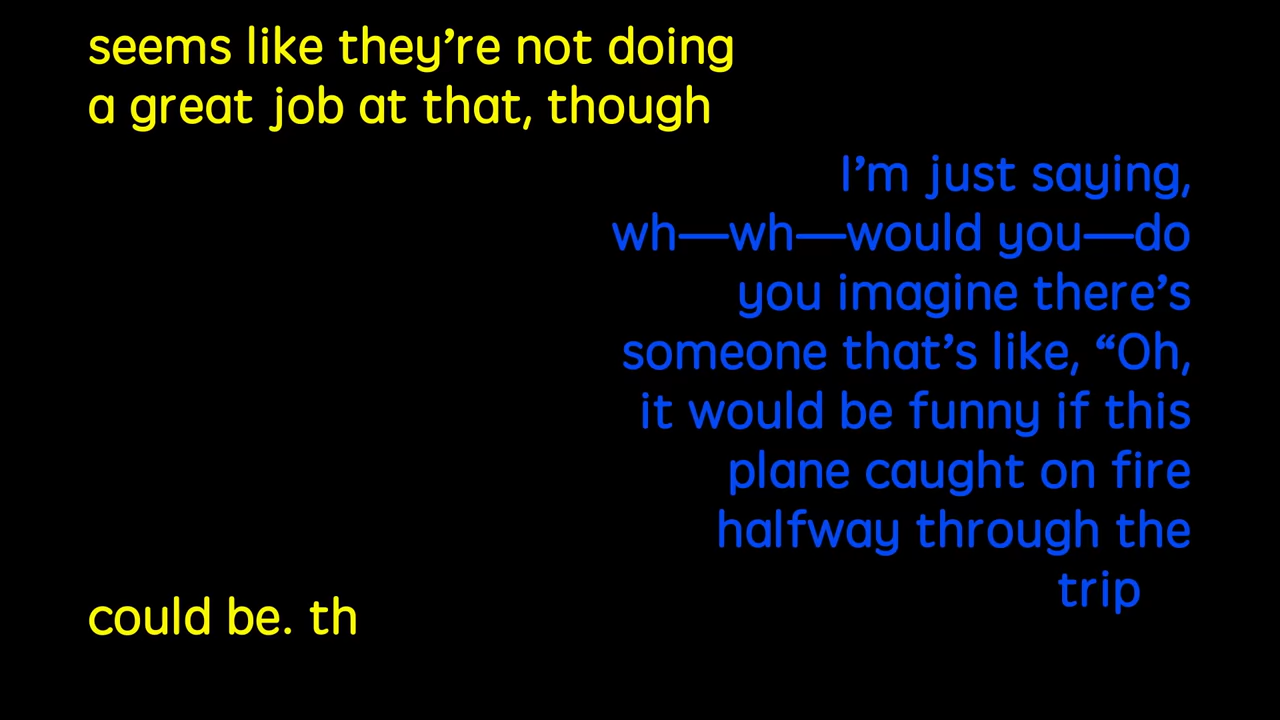 seems like they’re not doing
a great job at that, though
I’m just saying,
wh—wh—would you—do
you imagine there’s
someone that’s like, “Oh,
it would be funny if this
plane caught on fire
halfway through the
trip
could be. th